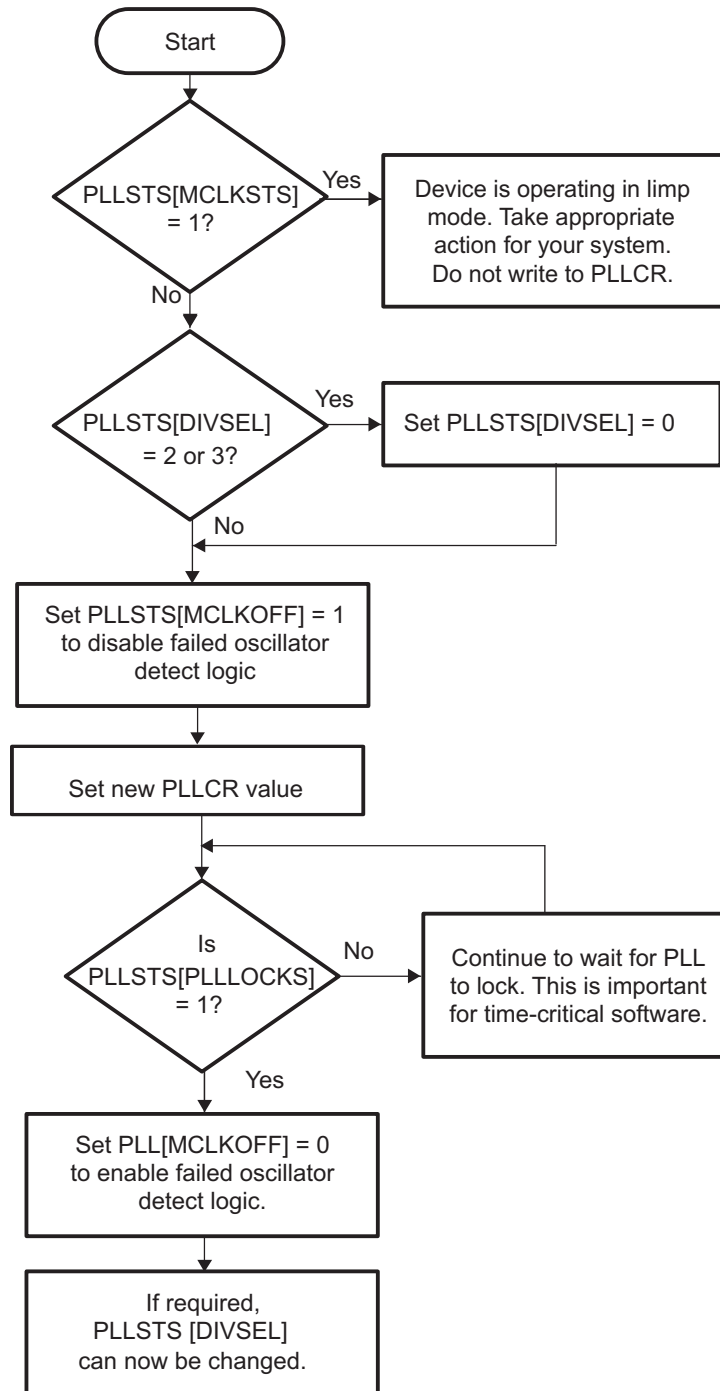 Start
PLLSTS[MCLKSTS]
= 1?
Yes
Device is operating in limp
mode. Take appropriate
action for your system.
Do not write to PLLCR.
No
PLLSTS[DIVSEL]
= 2 or 3?
Yes
Set PLLSTS[DIVSEL] = 0
No
Set PLLSTS[MCLKOFF] = 1
to disable failed oscillator
detect logic
Set new PLLCR value
Is
PLLSTS[PLLLOCKS]
= 1?
No
Continue to wait for PLL
to lock. This is important
for time-critical software.
Yes
Set PLL[MCLKOFF] = 0
to enable failed oscillator
detect logic.
If required,
PLLSTS [DIVSEL]
can now be changed.